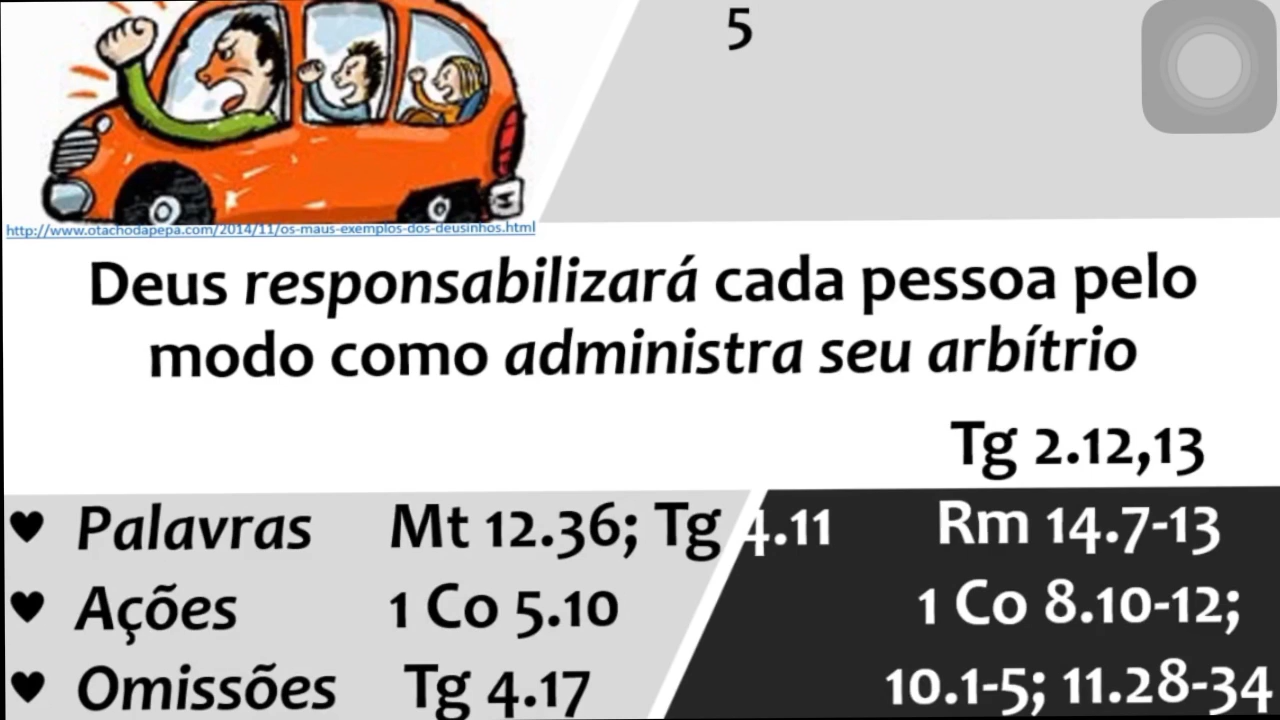 5
http://www.otachodapepa.com/2014/11/os-maus-exemplos-dos-deusinhos.html
Deus responsabilizará cada pessoa pelo
modo como administra seu arbítrio
Tg 2.12,13
♥ Palavras Mt 12.36; Tg 4.11 Rm 14.7-13
♥ Ações 1 Co 5.10 1 Co 8.10-12;
♥ Omissões Tg 4.17 10.1-5; 11.28-34